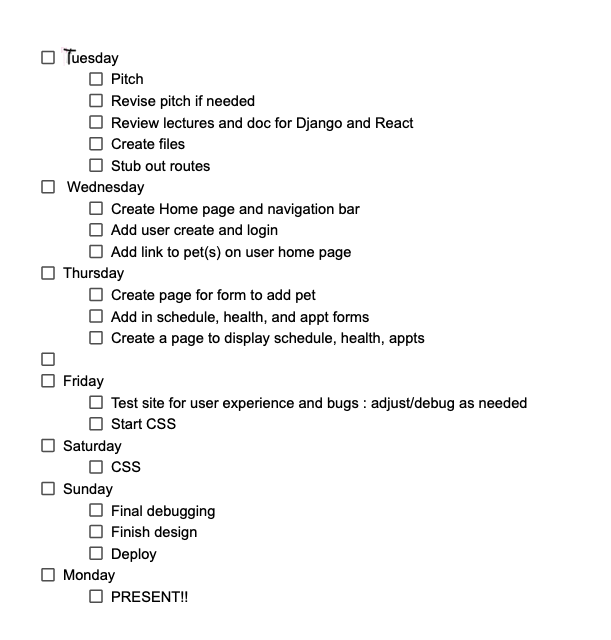 Tuesday
Pitch
Revise pitch if needed
Review lectures and doc for Django and React
Create files
Stub out routes
Wednesday
Create Home page and navigation bar
Add user create and login
Add link to pet(s) on user home page
Thursday
Create page for form to add pet
Add in schedule, health, and appt forms
Create a page to display schedule, health, appts
Friday
Test site for user experience and bugs : adjust/debug as needed
Start CSS
Saturday
CSS
Sunday
Final debugging
Finish design
Deploy
Monday
PRESENT!!